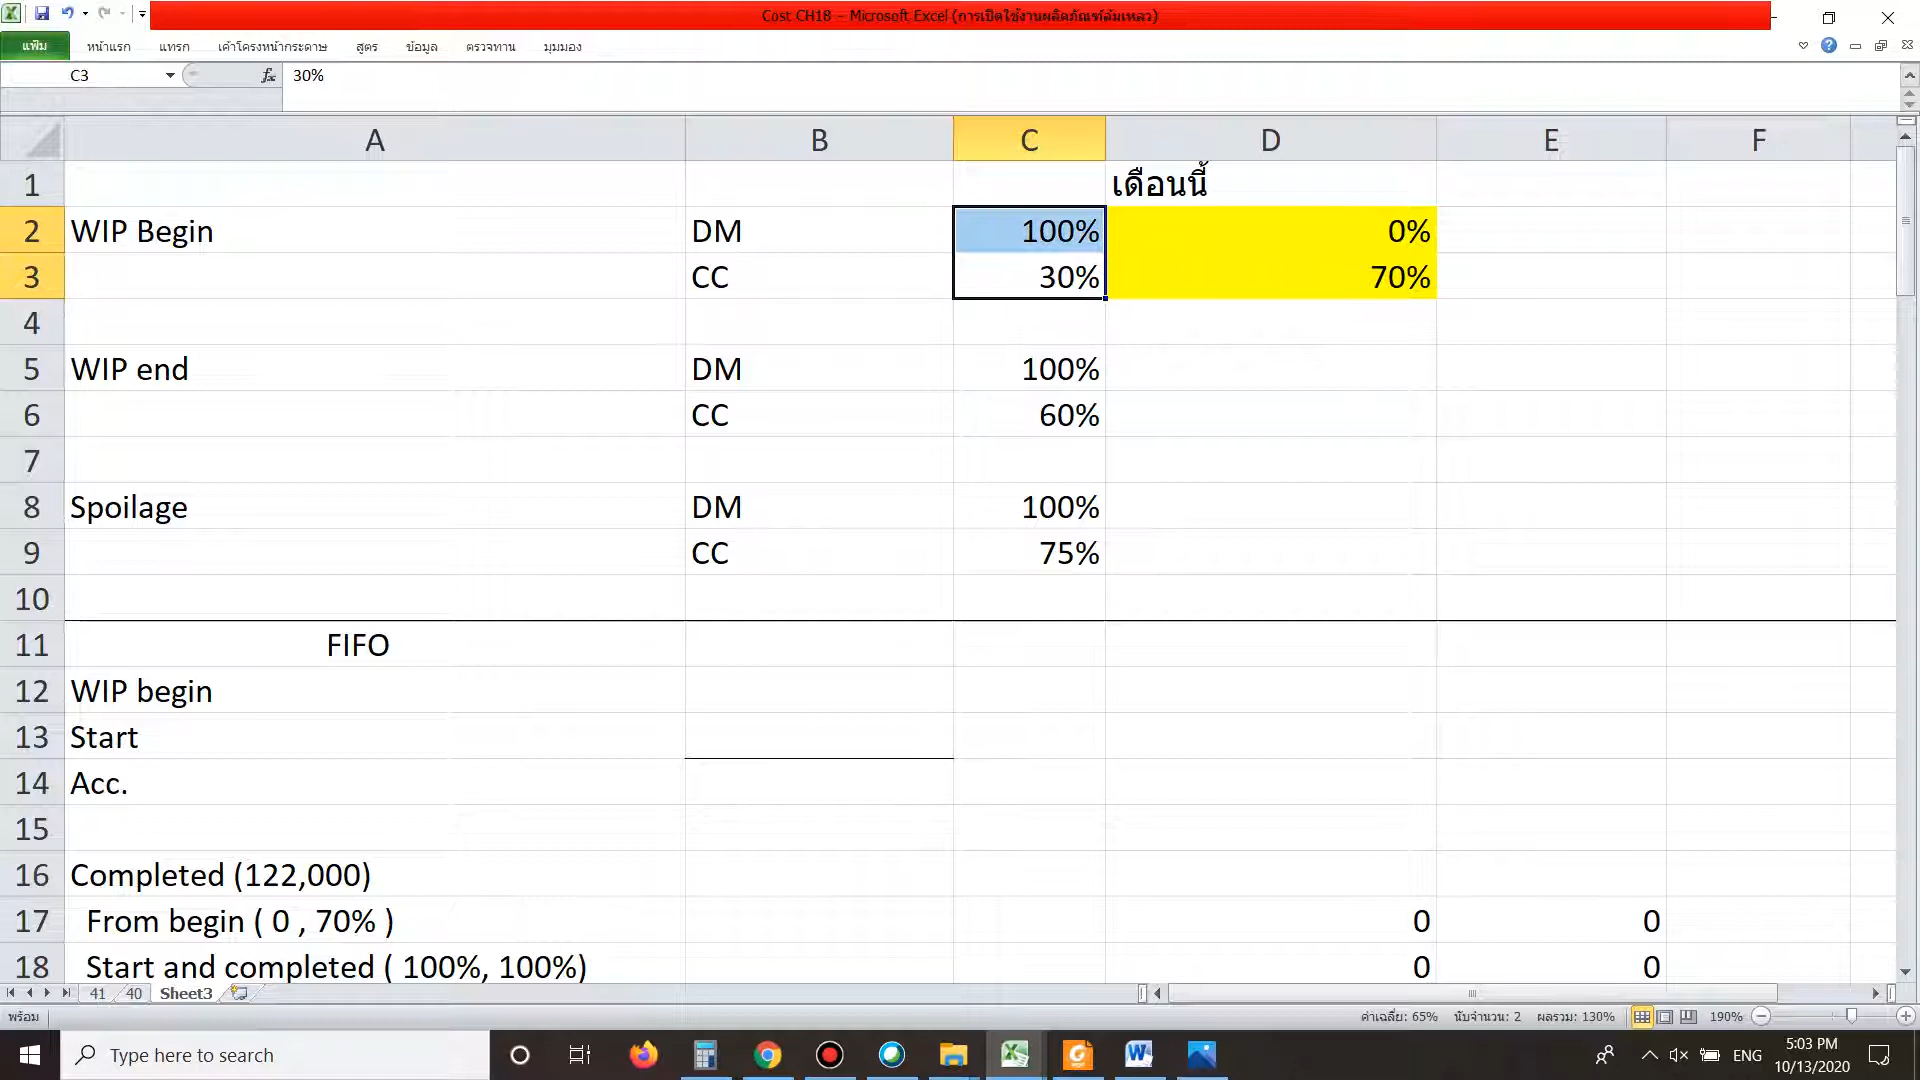 Cost CH18 – Microsoft Excel (การเปิดใช้งานผลิตภัณฑ์ล้มเหลว)
แฟ้ม หน้าแรก แทรก เค้าโครงหน้ากระดาษ สูตร ข้อมูล ตรวจทาน มุมมอง
C3 fx 30%
A B C D E F
1 เดือนนี้
2 WIP Begin DM 100% 0%
3 CC 30% 70%
4
5 WIP end DM 100%
6 CC 60%
7
8 Spoilage DM 100%
9 CC 75%
10
11 FIFO
12 WIP begin
13 Start
14 Acc.
15
16 Completed (122,000)
17 From begin ( 0 , 70% ) 0 0
18 Start and completed ( 100%, 100%) 0 0
41 40 Sheet3
พร้อม ค่าเฉลี่ย: 65% นับจำนวน: 2 ผลรวม: 130% 190%
Type here to search ENG 5:03 PM
10/13/2020